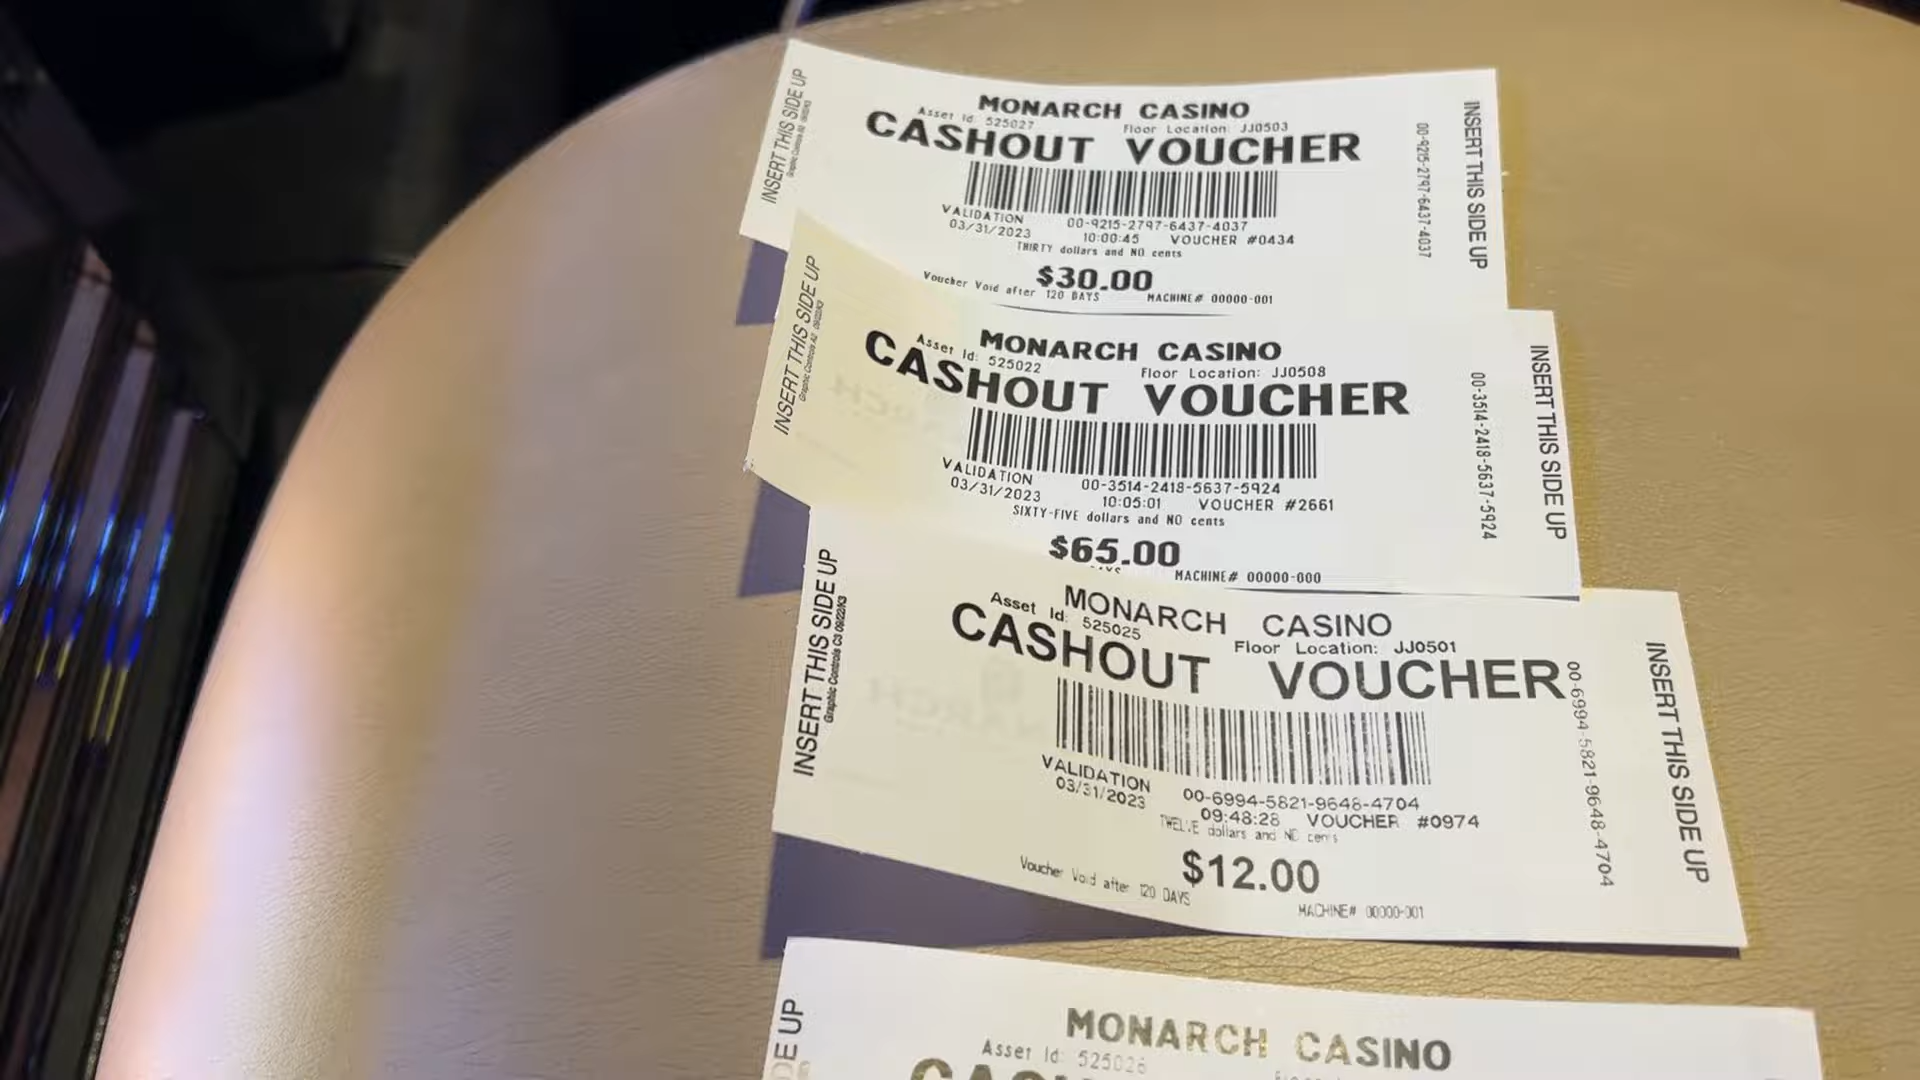 INSERT THIS SIDE UP
MONARCH CASINO
Asset Id: 525027
Floor Location: JJ0503
CASHOUT VOUCHER
VALIDATION 00-9215-2797-6437-4037
03/31/2023 10:00:45 VOUCHER #0434
THIRTY dollars and NO cents
$30.00
Voucher Void after 120 DAYS MACHINE# 00000-001
00-9215-2797-6437-4037
INSERT THIS SIDE UP
INSERT THIS SIDE UP
MONARCH CASINO
Asset Id: 525022
Floor Location: JJ0508
CASHOUT VOUCHER
VALIDATION 00-3514-2418-5637-5924
03/31/2023 10:05:01 VOUCHER #2661
SIXTY-FIVE dollars and NO cents
$65.00
MACHINE# 00000-000
00-3514-2418-5637-5924
INSERT THIS SIDE UP
INSERT THIS SIDE UP
Graphic Controls C3 09/22/K3
MONARCH CASINO
Asset Id: 525025
Floor Location: JJ0501
CASHOUT VOUCHER
VALIDATION 00-6994-5821-9648-4704
03/31/2023 09:48:28 VOUCHER #0974
TWELVE dollars and NO cents
$12.00
Voucher Void after 120 DAYS
MACHINE# 00000-001
00-6994-5821-9648-4704
INSERT THIS SIDE UP
DE UP
MONARCH CASINO
Asset Id: 525026